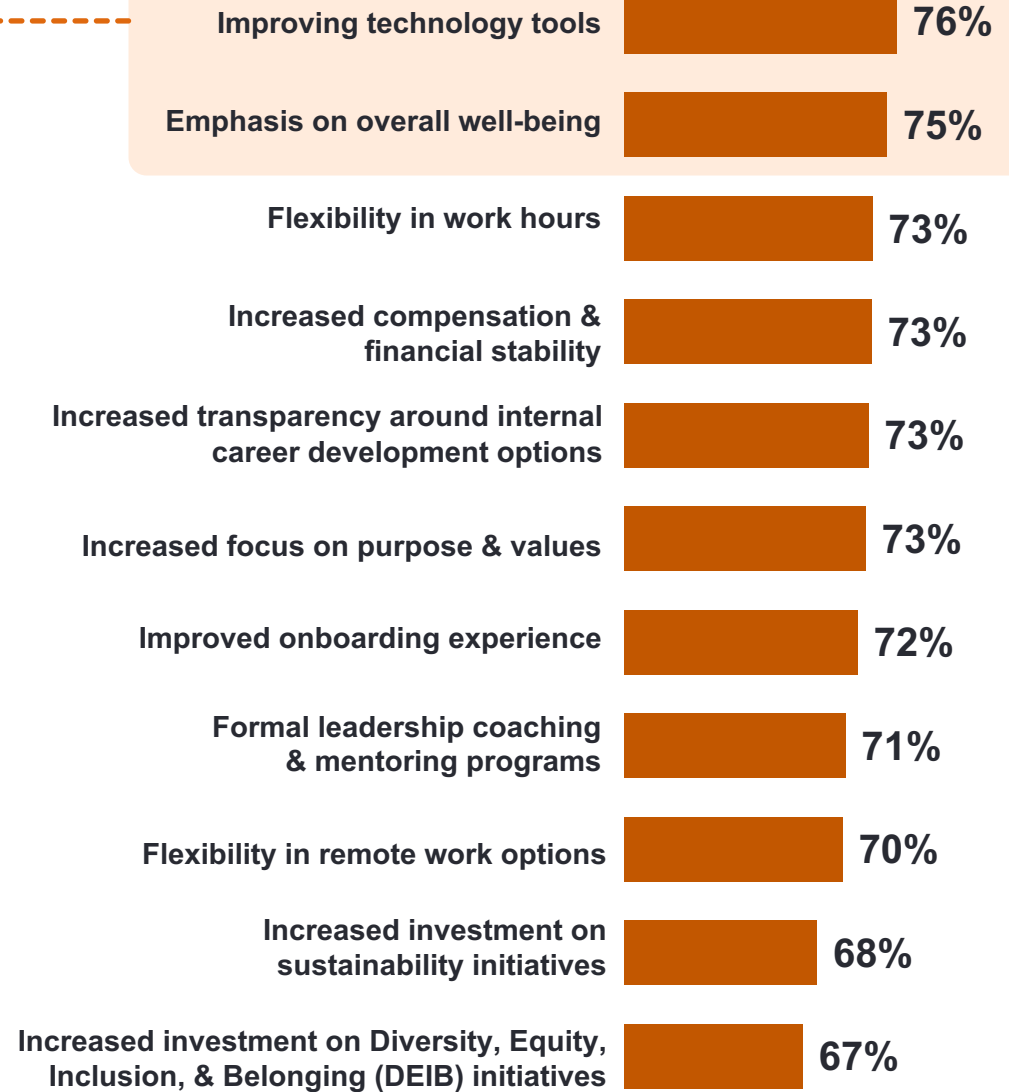 Improving technology tools 76%
Emphasis on overall well-being 75%
Flexibility in work hours 73%
Increased compensation &
financial stability 73%
Increased transparency around internal
career development options 73%
Increased focus on purpose & values 73%
Improved onboarding experience 72%
Formal leadership coaching
& mentoring programs 71%
Flexibility in remote work options 70%
Increased investment on
sustainability initiatives 68%
Increased investment on Diversity, Equity,
Inclusion, & Belonging (DEIB) initiatives 67%